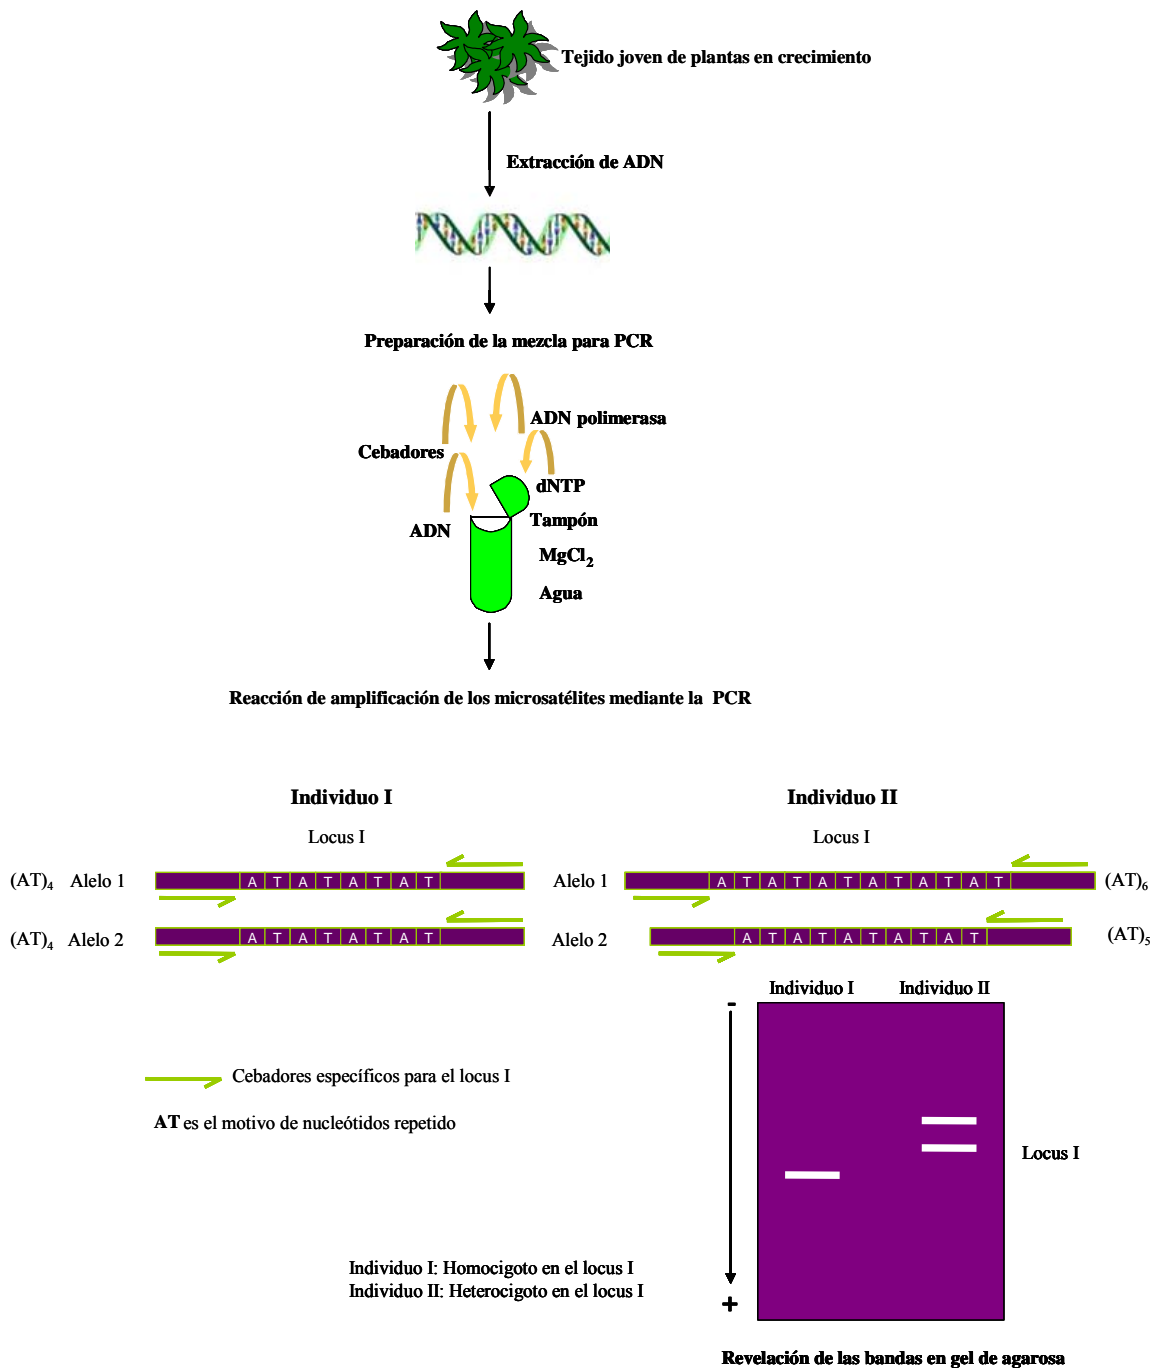 Tejido joven de plantas en crecimiento
Extracción de ADN
Preparación de la mezcla para PCR
ADN polimerasa
Cebadores
dNTP
Tampón
ADN
MgCl₂
Agua
Reacción de amplificación de los microsatélites mediante la PCR
Individuo I
Individuo II
Locus I
Locus I
(AT)₄ Alelo 1 A T A T A T A T
Alelo 1 A T A T A T A T A T A T (AT)₆
(AT)₄ Alelo 2 A T A T A T A T
Alelo 2 A T A T A T A T A T (AT)₅
Individuo I Individuo II
-
Cebadores específicos para el locus I
AT es el motivo de nucleótidos repetido
Locus I
Individuo I: Homocigoto en el locus I
Individuo II: Heterocigoto en el locus I
+
Revelación de las bandas en gel de agarosa